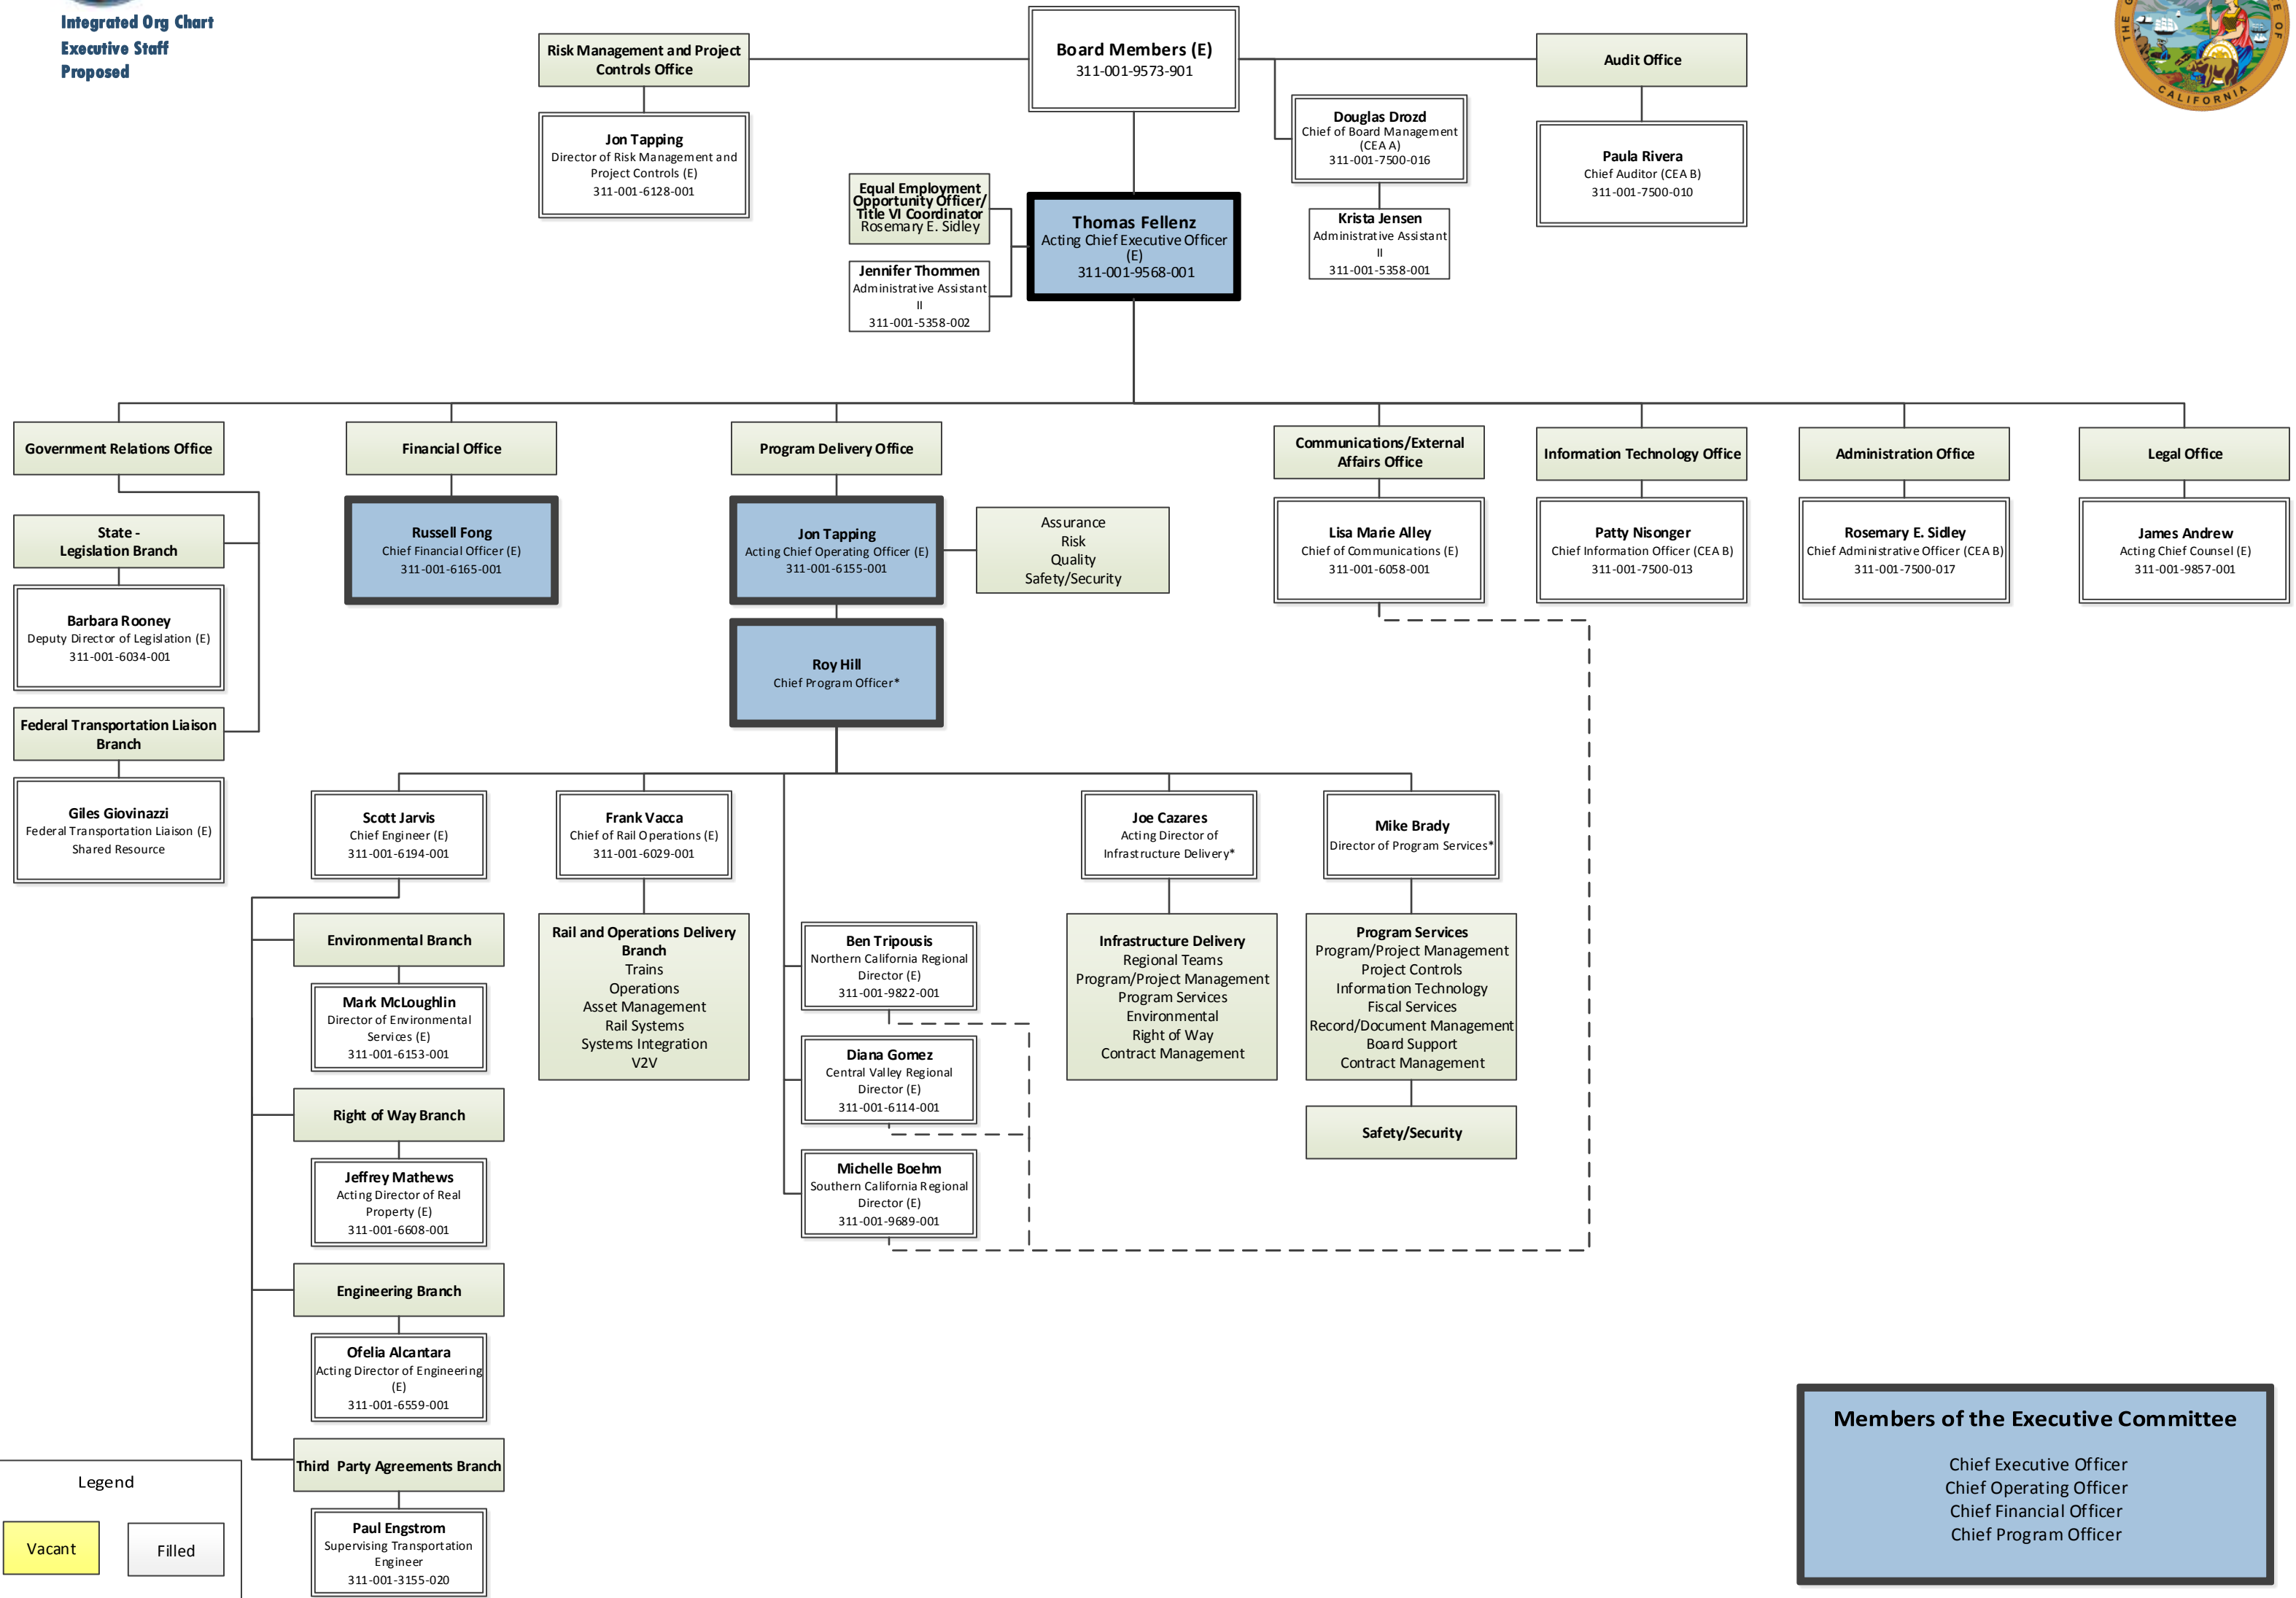 Integrated Org Chart
Executive Staff
Proposed
Risk Management and Project
Controls Office
Jon Tapping
Director of Risk Management and
Project Controls (E)
311-001-6128-001
Board Members (E)
311-001-9573-901
Audit Office
Paula Rivera
Chief Auditor (CEA B)
311-001-7500-010
CALIFORNIA
Douglas Drozd
Chief of Board Management
(CEA A)
311-001-7500-016
Krista Jensen
Administrative Assistant
II
311-001-5358-001
Equal Employment
Opportunity Officer/
Title VI Coordinator
Rosemary E. Sidley
Jennifer Thommen
Administrative Assistant
II
311-001-5358-002
Thomas Fellenz
Acting Chief Executive Officer
(E)
311-001-9568-001
Government Relations Office
State -
Legislation Branch
Barbara Rooney
Deputy Director of Legislation (E)
311-001-6034-001
Federal Transportation Liaison
Branch
Giles Giovinazzi
Federal Transportation Liaison (E)
Shared Resource
Financial Office
Russell Fong
Chief Financial Officer (E)
311-001-6165-001
Program Delivery Office
Jon Tapping
Acting Chief Operating Officer (E)
311-001-6155-001
Assurance
Risk
Quality
Safety/Security
Roy Hill
Chief Program Officer*
Communications/External
Affairs Office
Lisa Marie Alley
Chief of Communications (E)
311-001-6058-001
Information Technology Office
Patty Nisonger
Chief Information Officer (CEA B)
311-001-7500-013
Administration Office
Rosemary E. Sidley
Chief Administrative Officer (CEA B)
311-001-7500-017
Legal Office
James Andrew
Acting Chief Counsel (E)
311-001-9857-001
Scott Jarvis
Chief Engineer (E)
311-001-6194-001
Environmental Branch
Mark McLoughlin
Director of Environmental
Services (E)
311-001-6153-001
Right of Way Branch
Jeffrey Mathews
Acting Director of Real
Property (E)
311-001-6608-001
Engineering Branch
Ofelia Alcantara
Acting Director of Engineering
(E)
311-001-6559-001
Third Party Agreements Branch
Paul Engstrom
Supervising Transportation
Engineer
311-001-3155-020
Frank Vacca
Chief of Rail Operations (E)
311-001-6029-001
Rail and Operations Delivery
Branch
Trains
Operations
Asset Management
Rail Systems
Systems Integration
V2V
Ben Tripousis
Northern California Regional
Director (E)
311-001-9822-001
Diana Gomez
Central Valley Regional
Director (E)
311-001-6114-001
Michelle Boehm
Southern California Regional
Director (E)
311-001-9689-001
Joe Cazares
Acting Director of
Infrastructure Delivery*
Infrastructure Delivery
Regional Teams
Program/Project Management
Program Services
Environmental
Right of Way
Contract Management
Mike Brady
Director of Program Services*
Program Services
Program/Project Management
Project Controls
Information Technology
Fiscal Services
Record/Document Management
Board Support
Contract Management
Safety/Security
Legend
Vacant
Filled
Members of the Executive Committee
Chief Executive Officer
Chief Operating Officer
Chief Financial Officer
Chief Program Officer